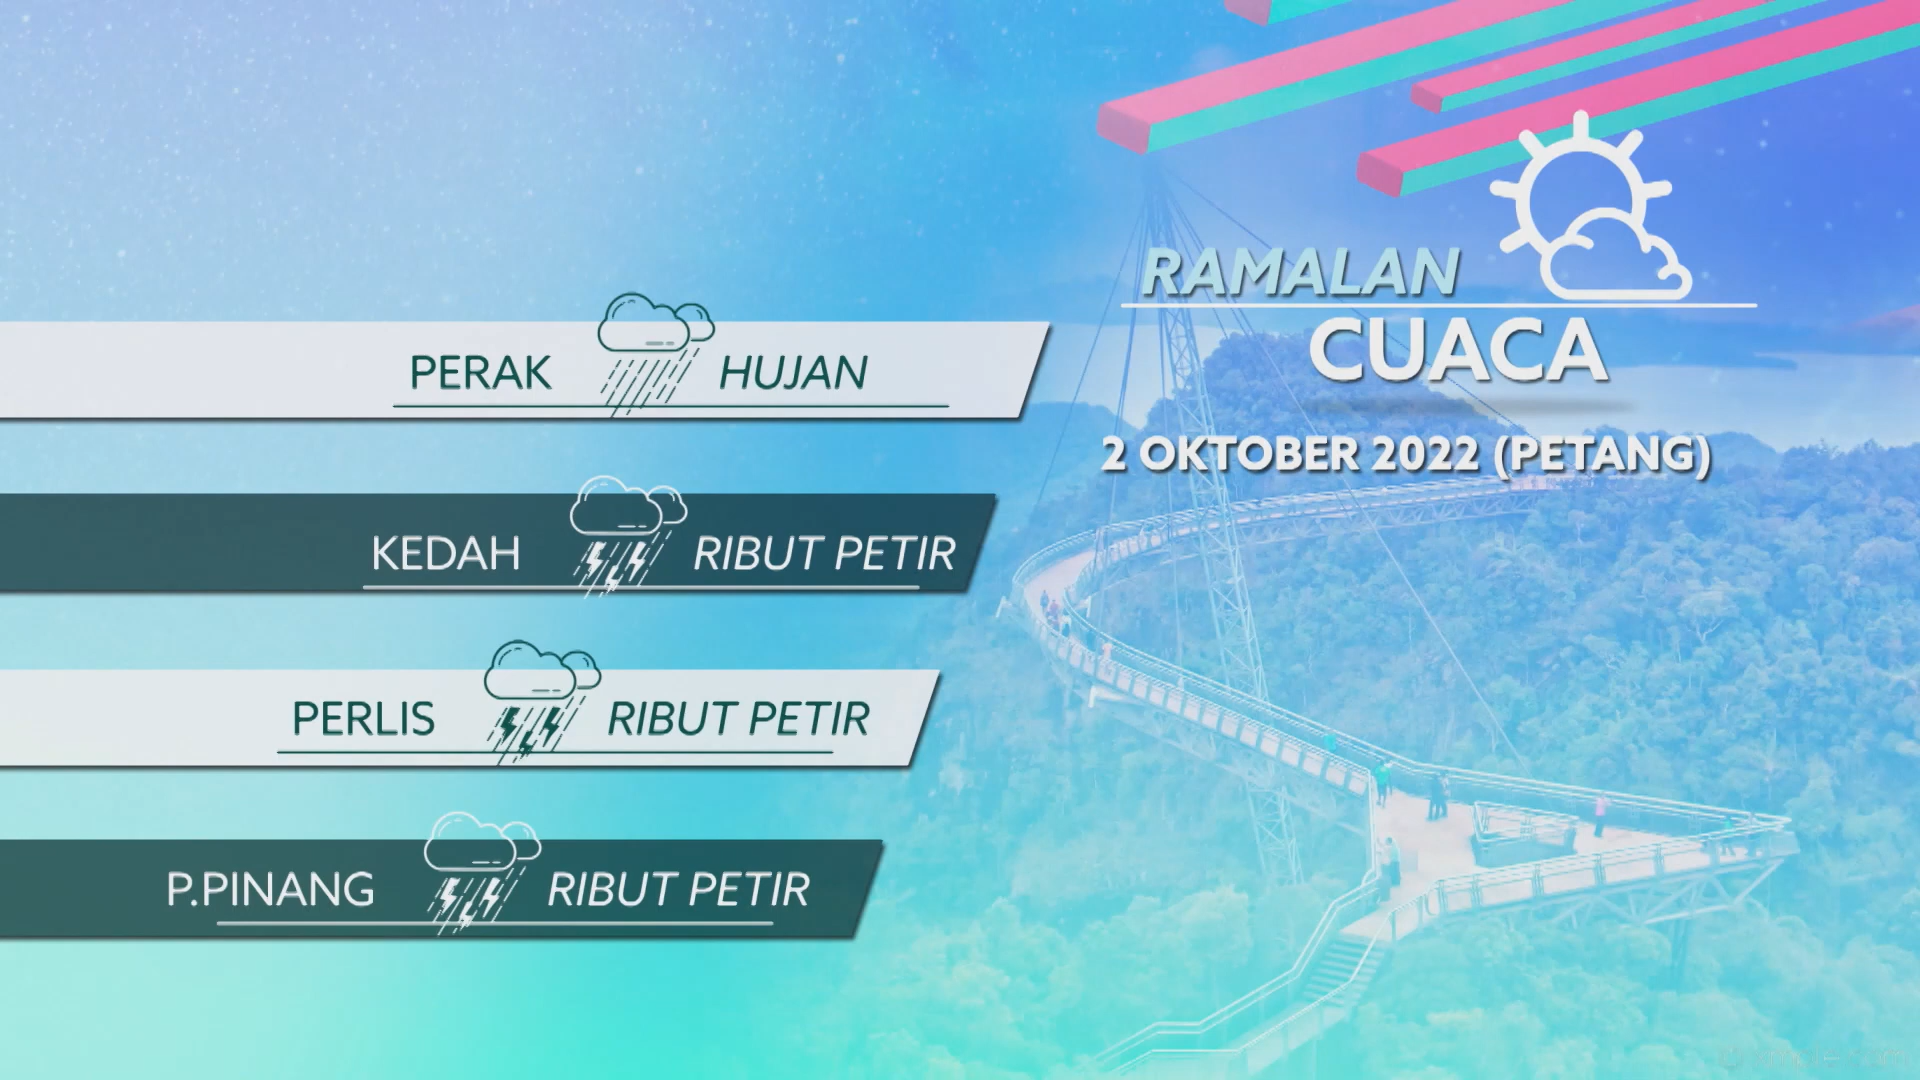 RAMALAN
CUACA
2 OKTOBER 2022 (PETANG)
PERAK HUJAN
KEDAH RIBUT PETIR
PERLIS RIBUT PETIR
P.PINANG RIBUT PETIR